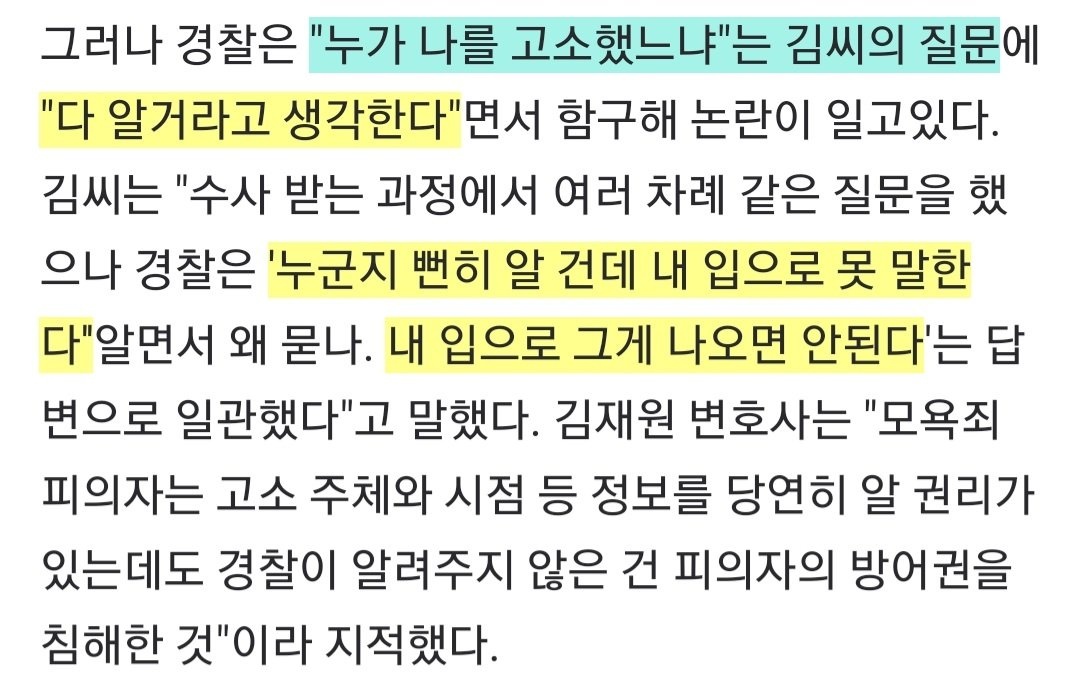 그러나 경찰은 "누가 나를 고소했느냐"는 김씨의 질문에
"다 알거라고 생각한다"면서 함구해 논란이 일고있다.
김씨는 "수사 받는 과정에서 여러 차례 같은 질문을 했
으나 경찰은 '누군지 뻔히 알 건데 내 입으로 못 말한
다"알면서 왜 묻나. 내 입으로 그게 나오면 안된다'는 답
변으로 일관했다"고 말했다. 김재원 변호사는 "모욕죄
피의자는 고소 주체와 시점 등 정보를 당연히 알 권리가
있는데도 경찰이 알려주지 않은 건 피의자의 방어권을
침해한 것"이라 지적했다.